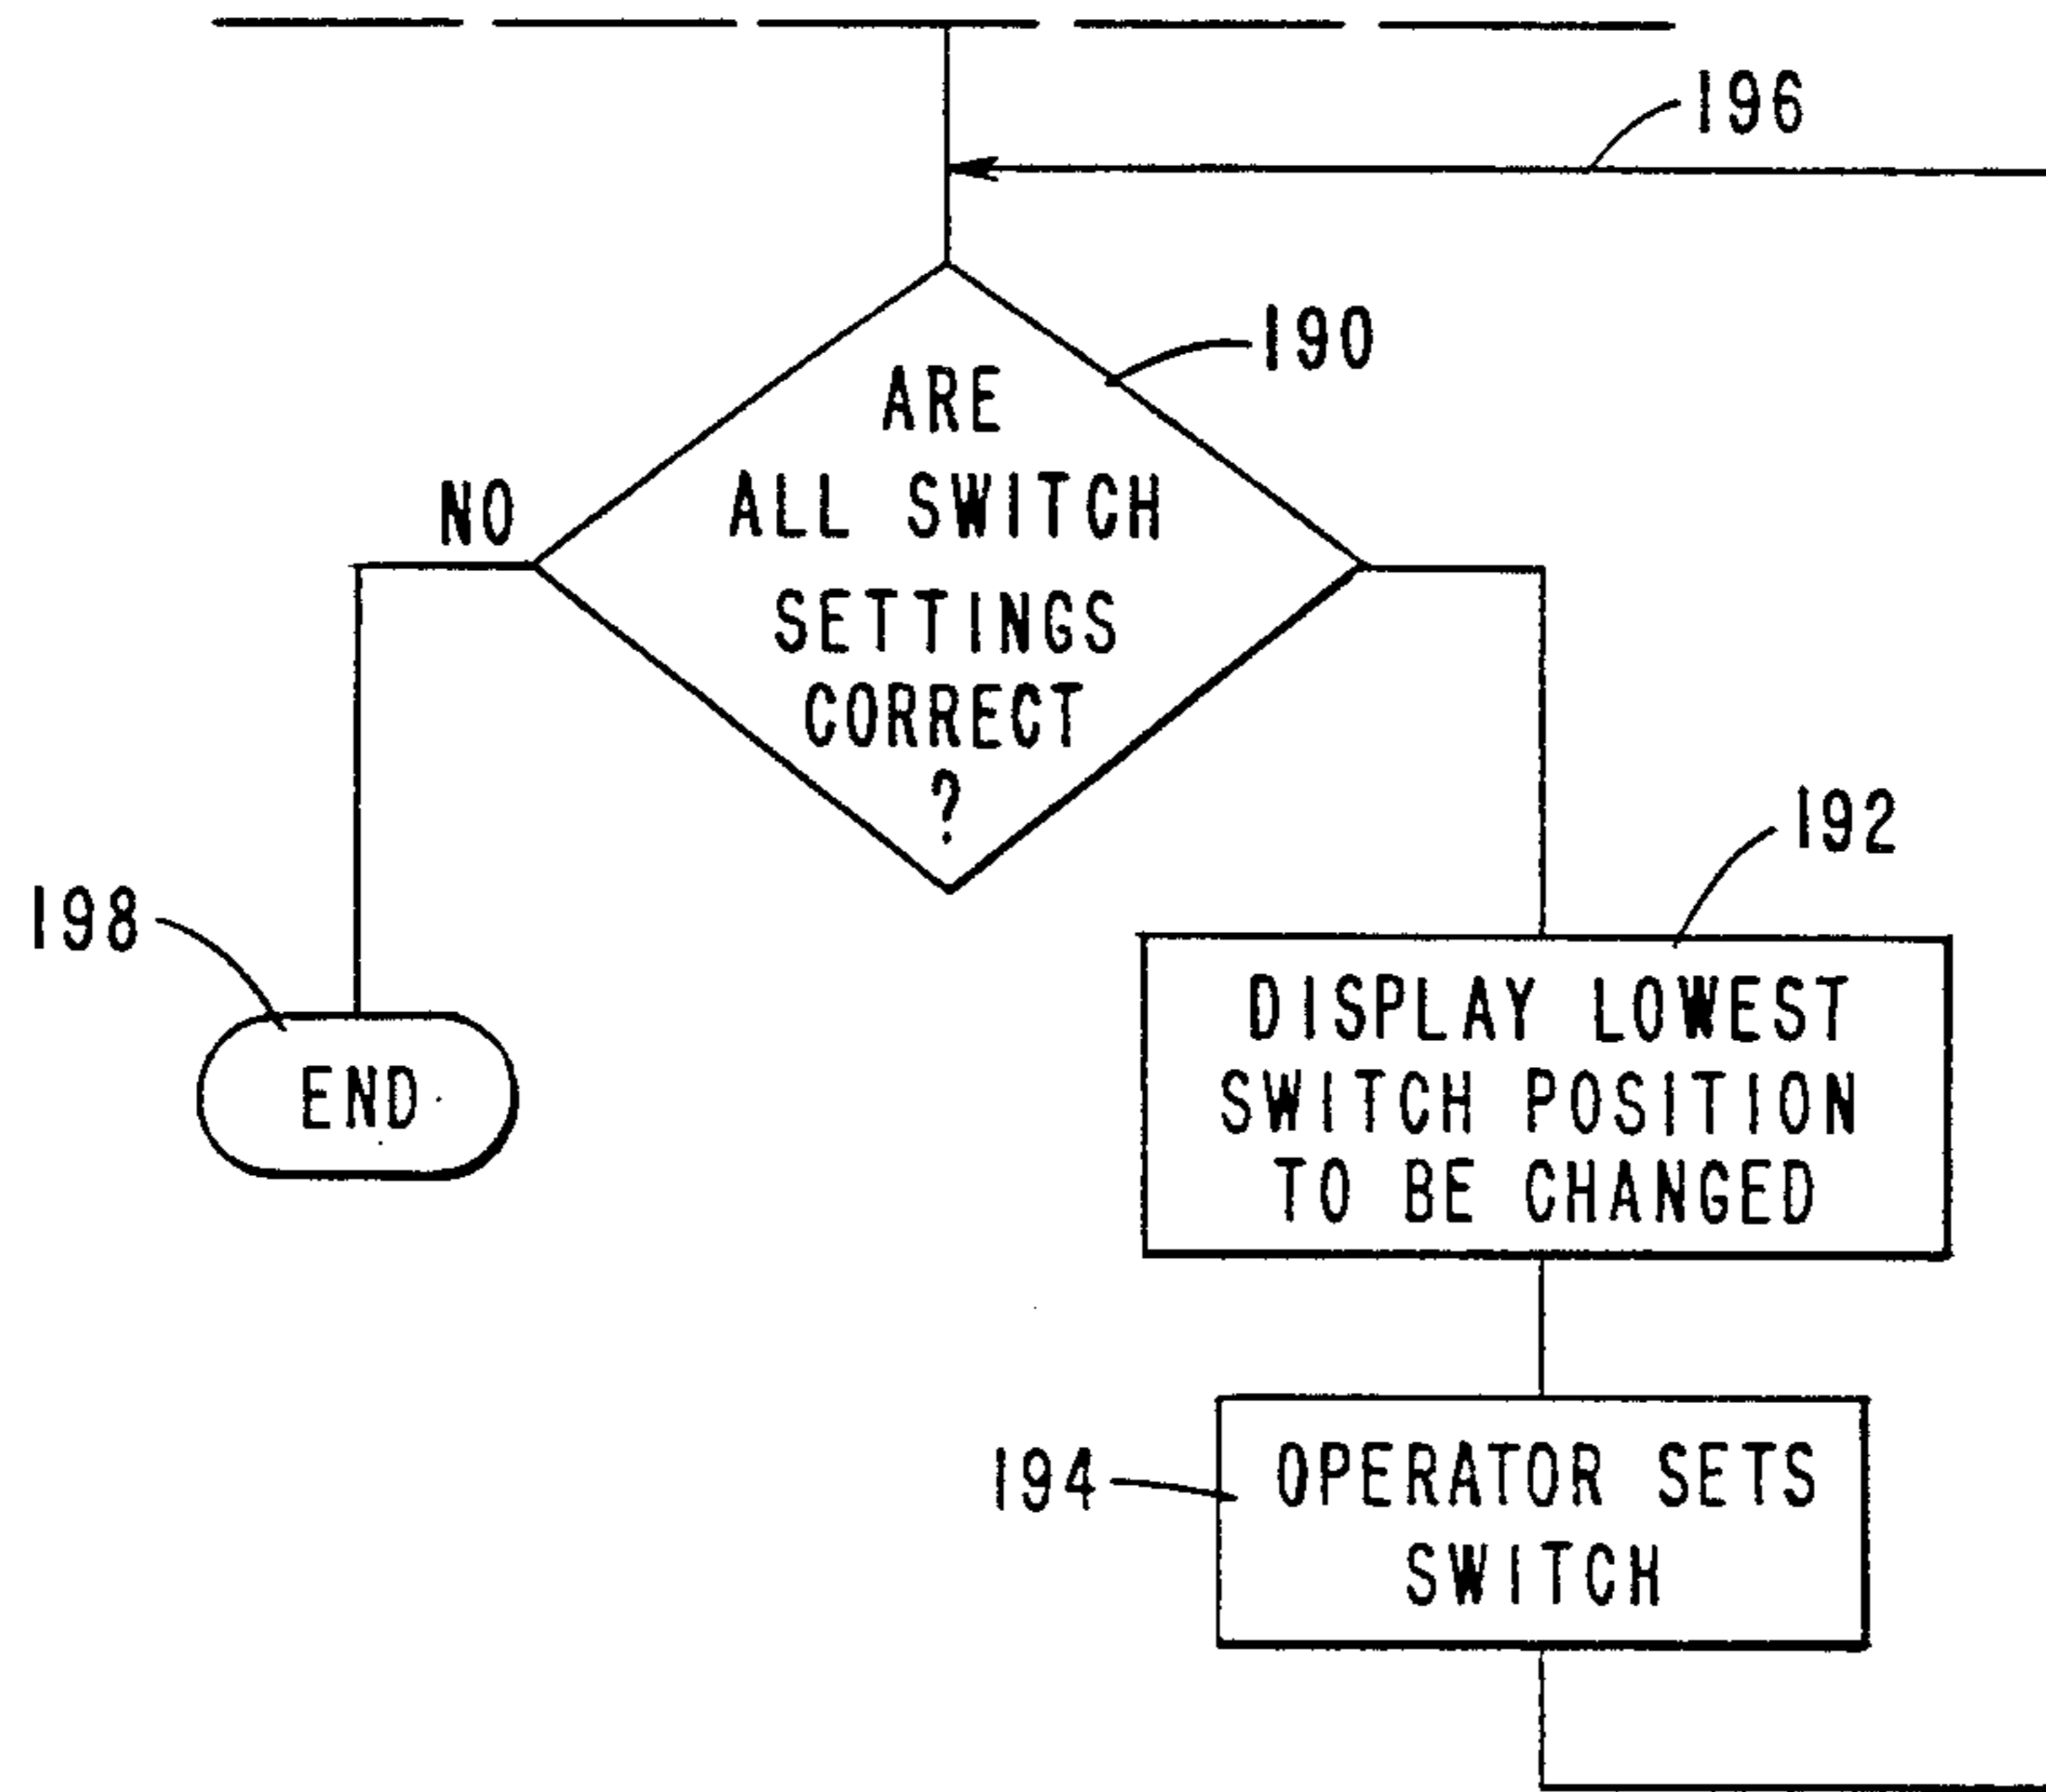 196
190
ARE
ALL SWITCH
SETTINGS
CORRECT
?
NO
192
198
END
DISPLAY LOWEST
SWITCH POSITION
TO BE CHANGED
194
OPERATOR SETS
SWITCH